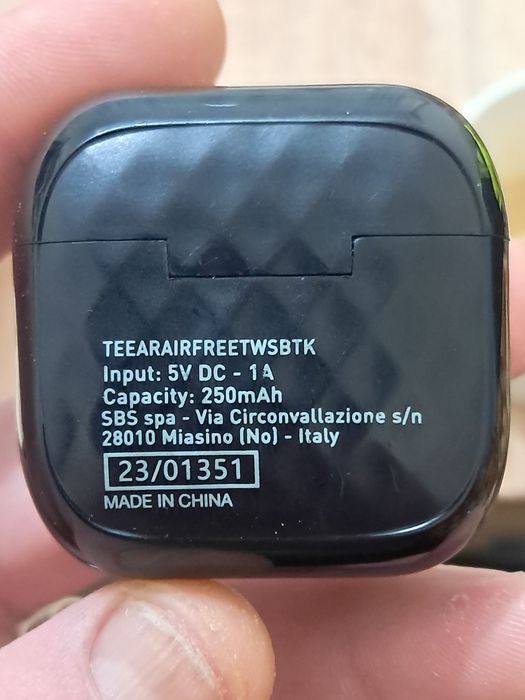 TEEARAIRFREETWSBTK
Input: 5V DC - 1A
Capacity: 250mAh
SBS spa - Via Circonvallazione s/n
28010 Miasino (No) - Italy
23/01351
MADE IN CHINA